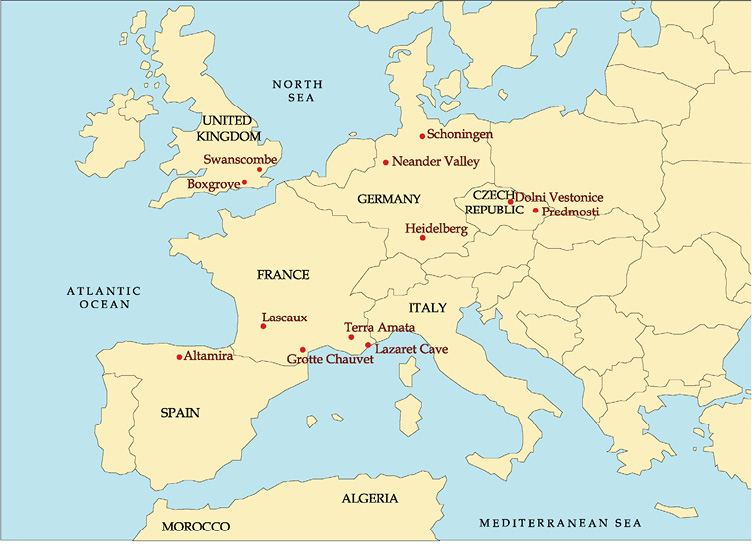 NORTH
SEA
UNITED
KINGDOM
Schoningen
Swanscombe
Neander Valley
Boxgrove
GERMANY
CZECH
REPUBLIC
Dolni Vestonice
Predmosti
Heidelberg
FRANCE
ATLANTIC
OCEAN
ITALY
Lascaux
Terra Amata
Lazaret Cave
Grotte Chauvet
Altamira
SPAIN
ALGERIA
MOROCCO
MEDITERRANEAN SEA